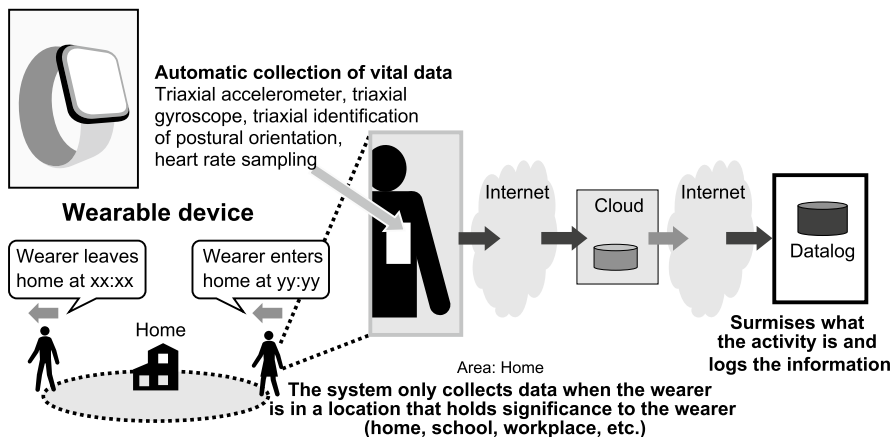 Automatic collection of vital data
Triaxial accelerometer, triaxial
gyroscope, triaxial identification
of postural orientation,
heart rate sampling
Wearable device
Wearer leaves
home at xx:xx
Wearer enters
home at yy:yy
Home
Internet
Cloud
Internet
Datalog
Surmises what
the activity is and
logs the information
Area: Home
The system only collects data when the wearer
is in a location that holds significance to the wearer
(home, school, workplace, etc.)